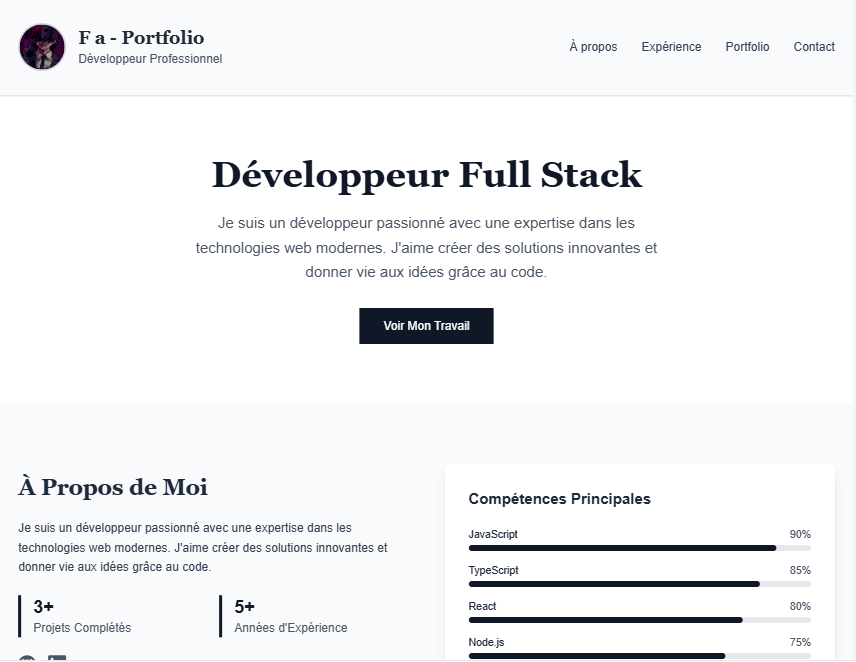 F a - Portfolio
Développeur Professionnel
À propos
Expérience
Portfolio
Contact
Développeur Full Stack
Je suis un développeur passionné avec une expertise dans les
technologies web modernes. J'aime créer des solutions innovantes et
donner vie aux idées grâce au code.
Voir Mon Travail
À Propos de Moi
Je suis un développeur passionné avec une expertise dans les
technologies web modernes. J'aime créer des solutions innovantes et
donner vie aux idées grâce au code.
3+
Projets Complétés
5+
Années d'Expérience
Compétences Principales
JavaScript 90%
TypeScript 85%
React 80%
Node.js 75%